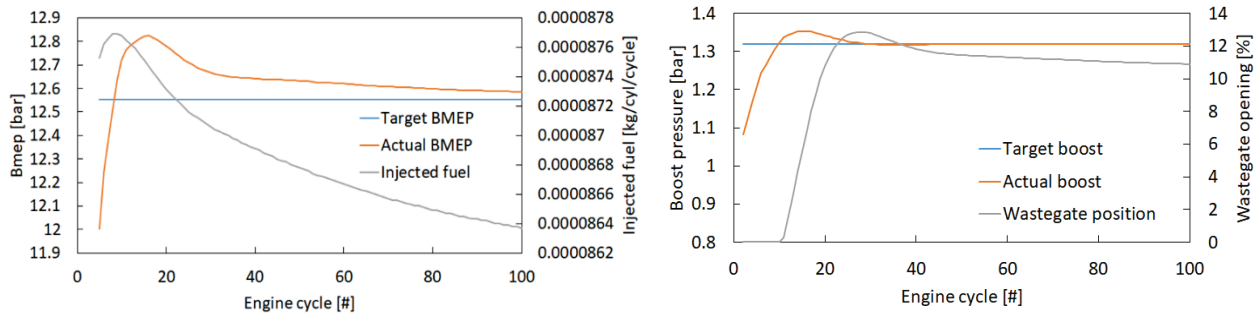 12.9
12.8
12.7
12.6
12.5
12.4
12.3
12.2
12.1
12
11.9
Bmep [bar]
0 20 40 60 80 100
Engine cycle [#]
Target BMEP
Actual BMEP
Injected fuel
0.0000878
0.0000876
0.0000874
0.0000872
0.000087
0.0000868
0.0000866
0.0000864
0.0000862
Injected fuel [kg/cyl/cycle]
1.4
1.3
1.2
1.1
1
0.9
0.8
Boost pressure [bar]
0 20 40 60 80 100
Engine cycle [#]
Target boost
Actual boost
Wastegate position
14
12
10
8
6
4
2
0
Wastegate opening [%]